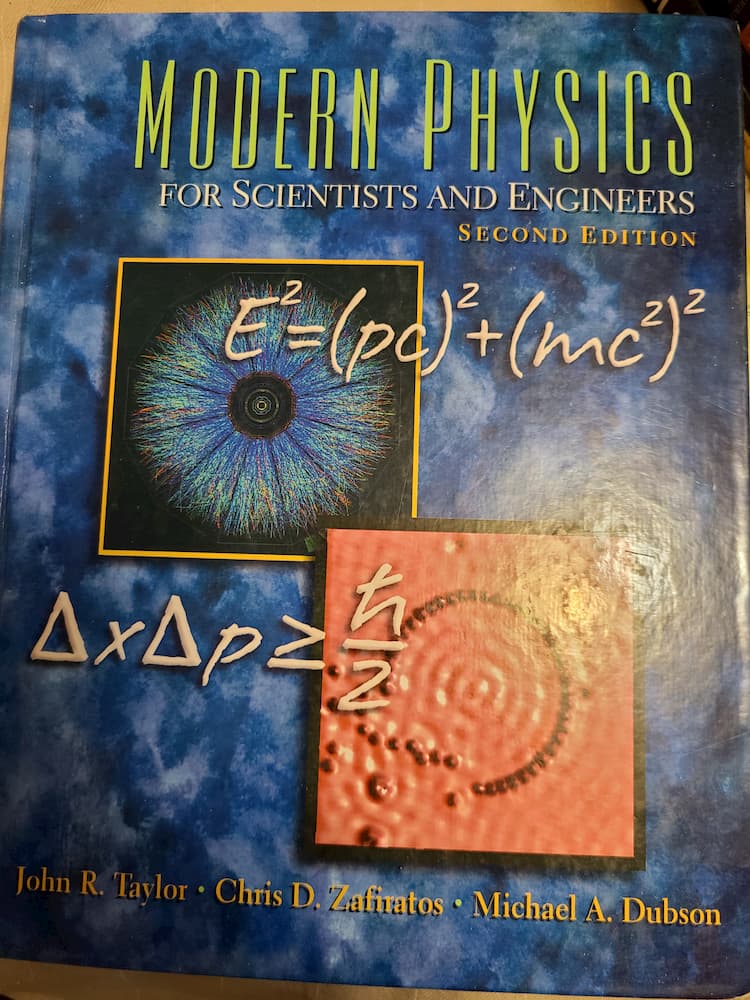 MODERN PHYSICS
FOR SCIENTISTS AND ENGINEERS
SECOND EDITION
E²=(pc)²+(mc²)²
ΔxΔp≥ħ/2
John R. Taylor • Chris D. Zafiratos • Michael A. Dubson